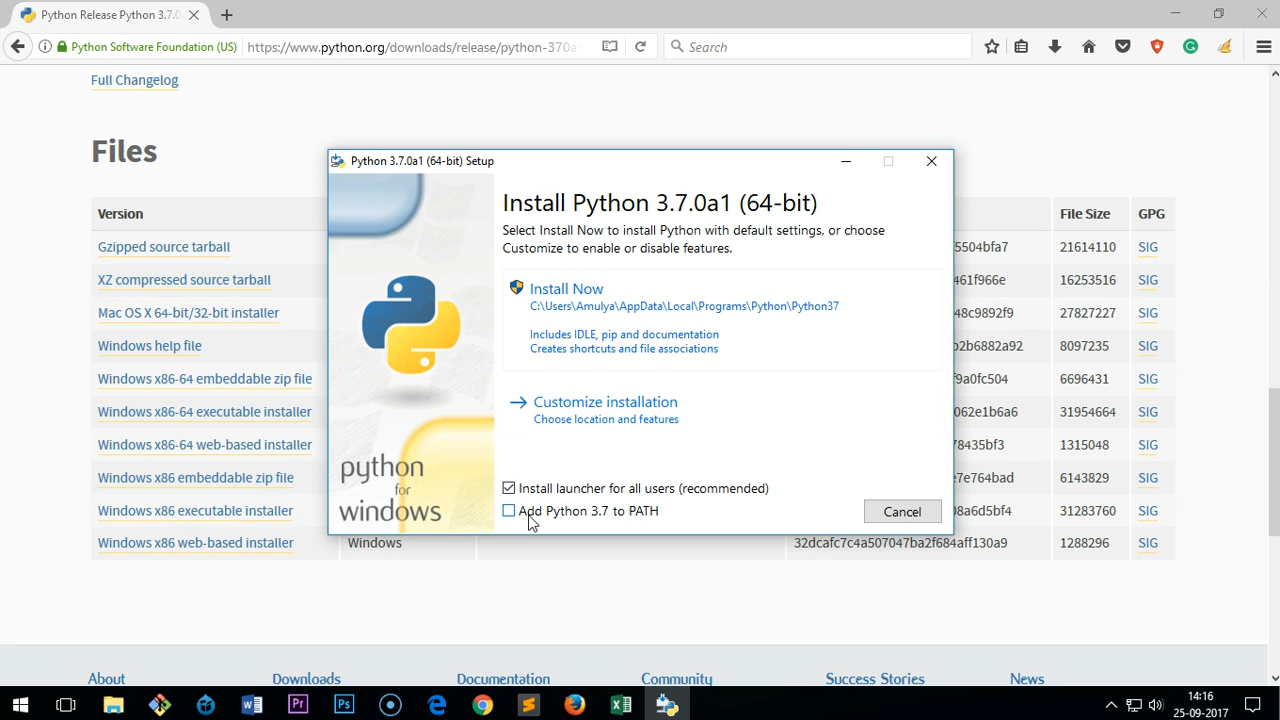 Python Release Python 3.7.0
Python Software Foundation (US)
https://www.python.org/downloads/release/python-370a
Search
Full Changelog
Files
Version
File Size
GPG
Gzipped source tarball
5504bfa7
21614110
SIG
XZ compressed source tarball
461f966e
16253516
SIG
Mac OS X 64-bit/32-bit installer
48c9892f9
27827227
SIG
Windows help file
b2b6882a92
8097235
SIG
Windows x86-64 embeddable zip file
f9a0fc504
6696431
SIG
Windows x86-64 executable installer
062e1b6a6
31954664
SIG
Windows x86-64 web-based installer
78435bf3
1315048
SIG
Windows x86 embeddable zip file
e7e764bad
6143829
SIG
Windows x86 executable installer
08a6d5bf4
31283760
SIG
Windows x86 web-based installer
Windows
32dcafc7c4a507047ba2f684aff130a9
1288296
SIG
Python 3.7.0a1 (64-bit) Setup
Install Python 3.7.0a1 (64-bit)
Select Install Now to install Python with default settings, or choose
Customize to enable or disable features.
Install Now
C:\Users\Amulya\AppData\Local\Programs\Python\Python37
Includes IDLE, pip and documentation
Creates shortcuts and file associations
Customize installation
Choose location and features
python
for
windows
Install launcher for all users (recommended)
Add Python 3.7 to PATH
Cancel
About
Downloads
Documentation
Community
Success Stories
News
Pr
Ps
14:16
25-09-2017